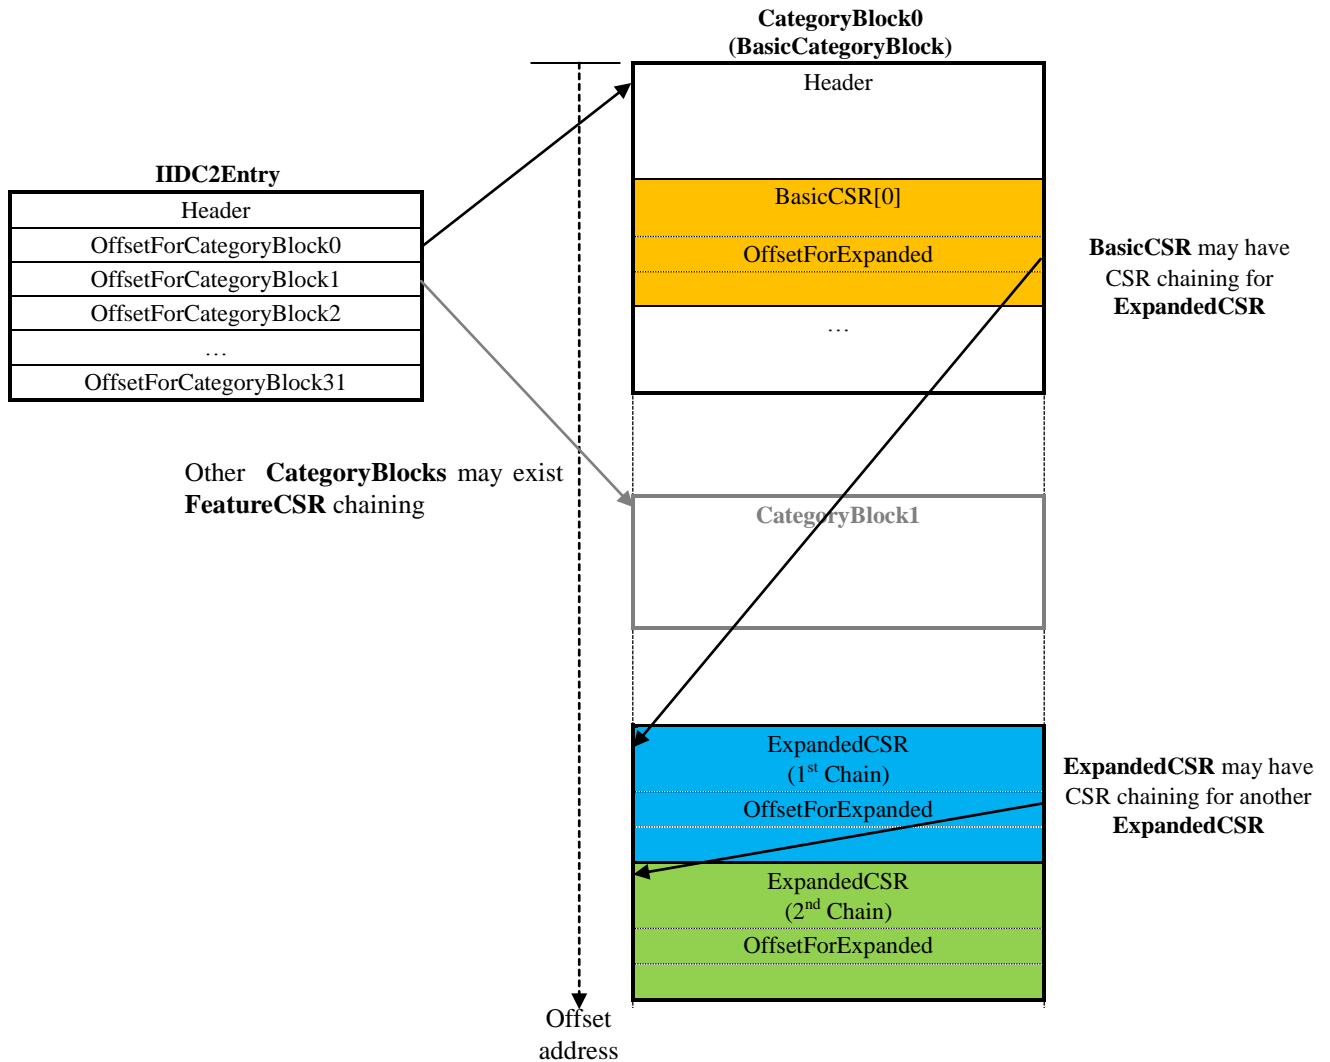 CategoryBlock0
(BasicCategoryBlock)
Header
IIDC2Entry
Header
OffsetForCategoryBlock0
OffsetForCategoryBlock1
OffsetForCategoryBlock2
…
OffsetForCategoryBlock31
BasicCSR[0]
OffsetForExpanded
…
BasicCSR may have
CSR chaining for
ExpandedCSR
Other CategoryBlocks may exist
FeatureCSR chaining
CategoryBlock1
ExpandedCSR
(1st Chain)
OffsetForExpanded
ExpandedCSR may have
CSR chaining for another
ExpandedCSR
ExpandedCSR
(2nd Chain)
OffsetForExpanded
Offset
address